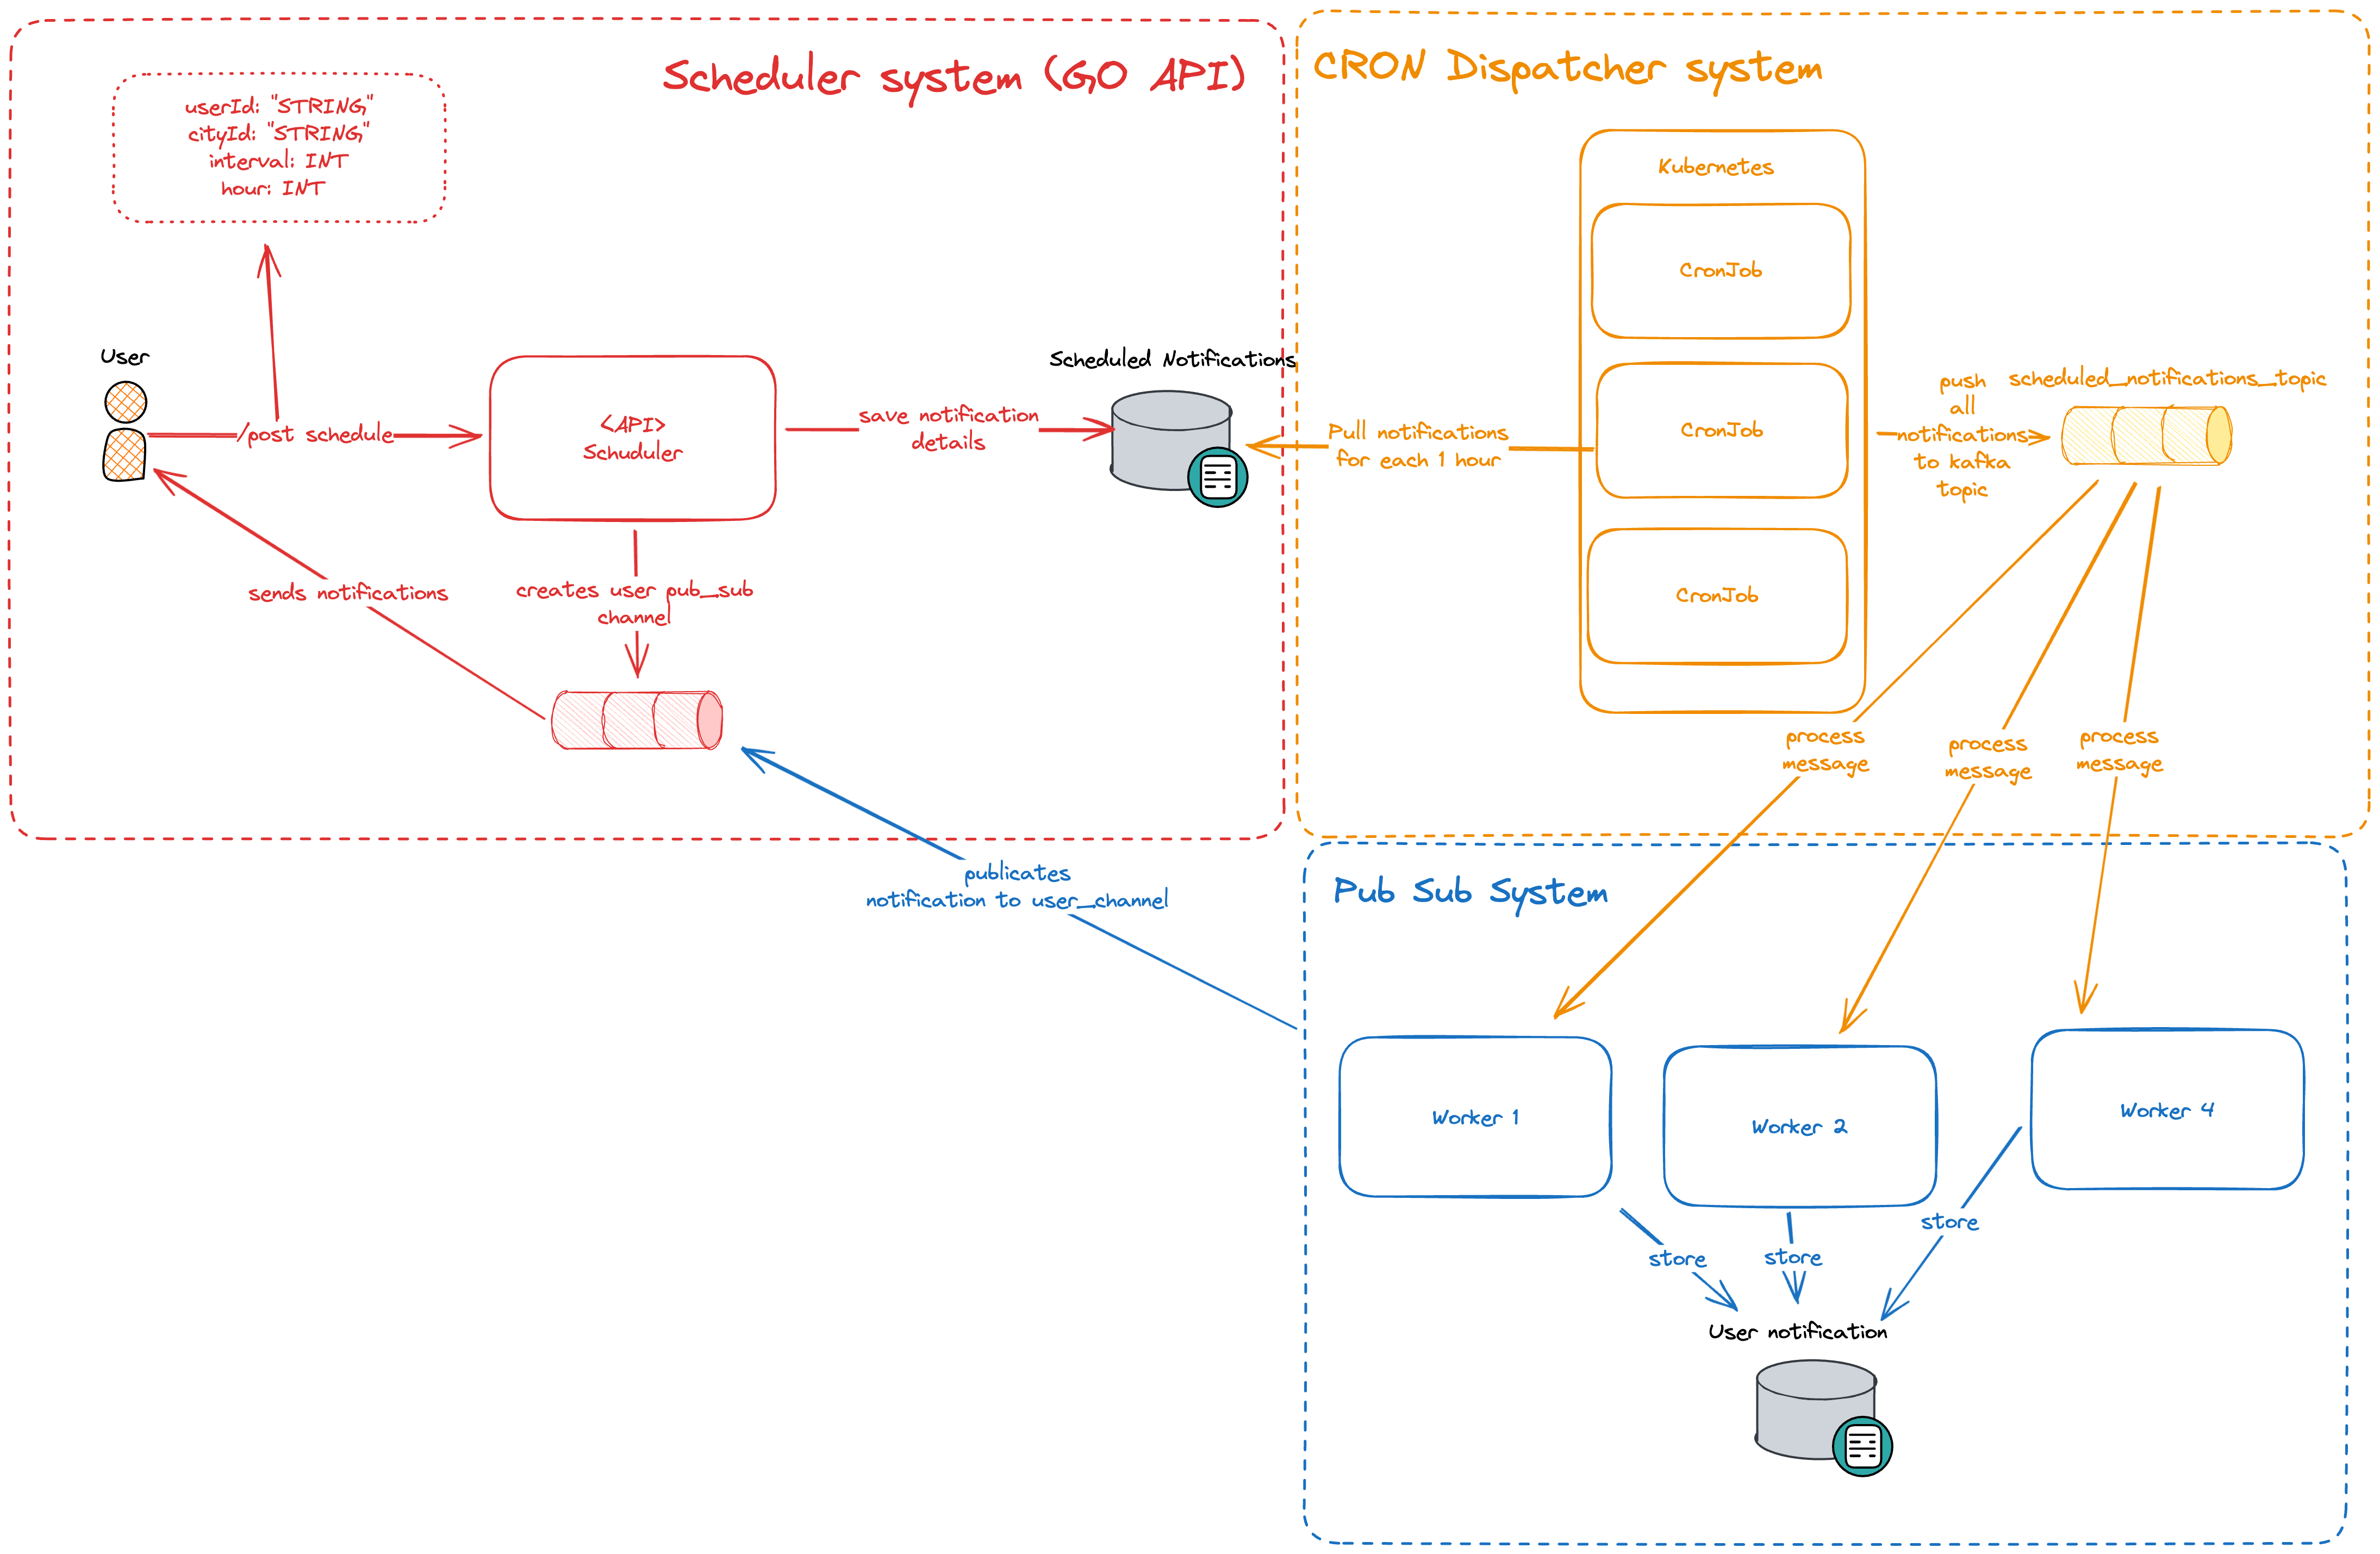 Scheduler system (GO API)
userId: "STRING"
cityId: "STRING"
interval: INT
hour: INT
User
/post schedule
<API>
Schuduler
save notification
details
Scheduled Notifications
sends notifications
creates user pub_sub
channel
CRON Dispatcher system
Kubernetes
CronJob
CronJob
CronJob
Pull notifications
for each 1 hour
push
all
notifications
to kafka
topic
scheduled_notifications_topic
process
message
process
message
process
message
publicates
notification to user_channel
Pub Sub System
Worker 1
Worker 2
Worker 4
store
store
store
User notification